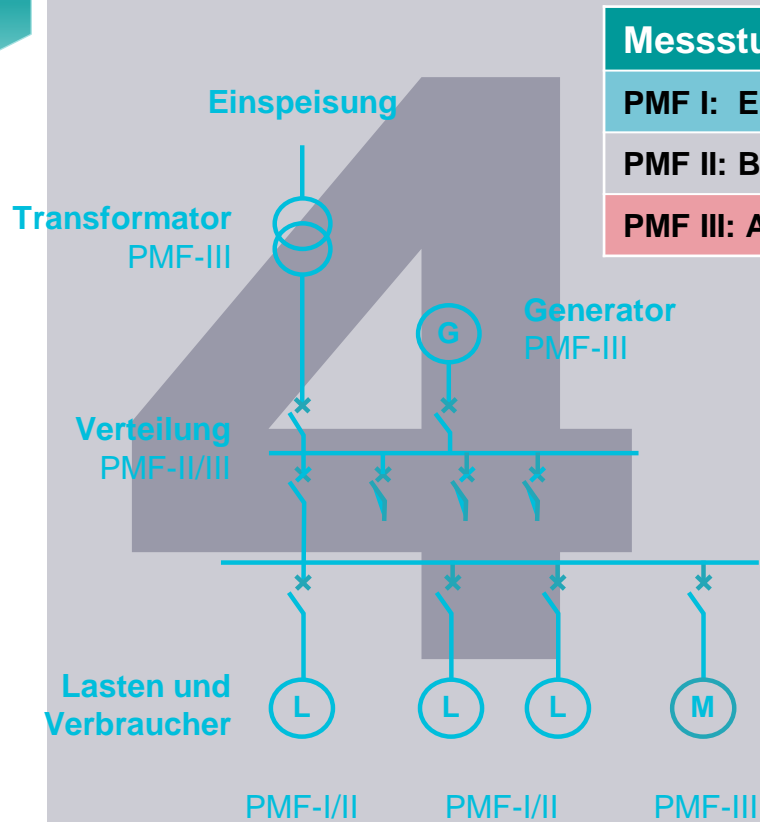 Einspeisung
Transformator
PMF-III
PMF I:
PMF II:
PMF III:
G
Generator
PMF-III
Verteilung
PMF-II/III
4
Lasten und
Verbraucher
L
L
L
M
PMF-I/II
PMF-I/II
PMF-III